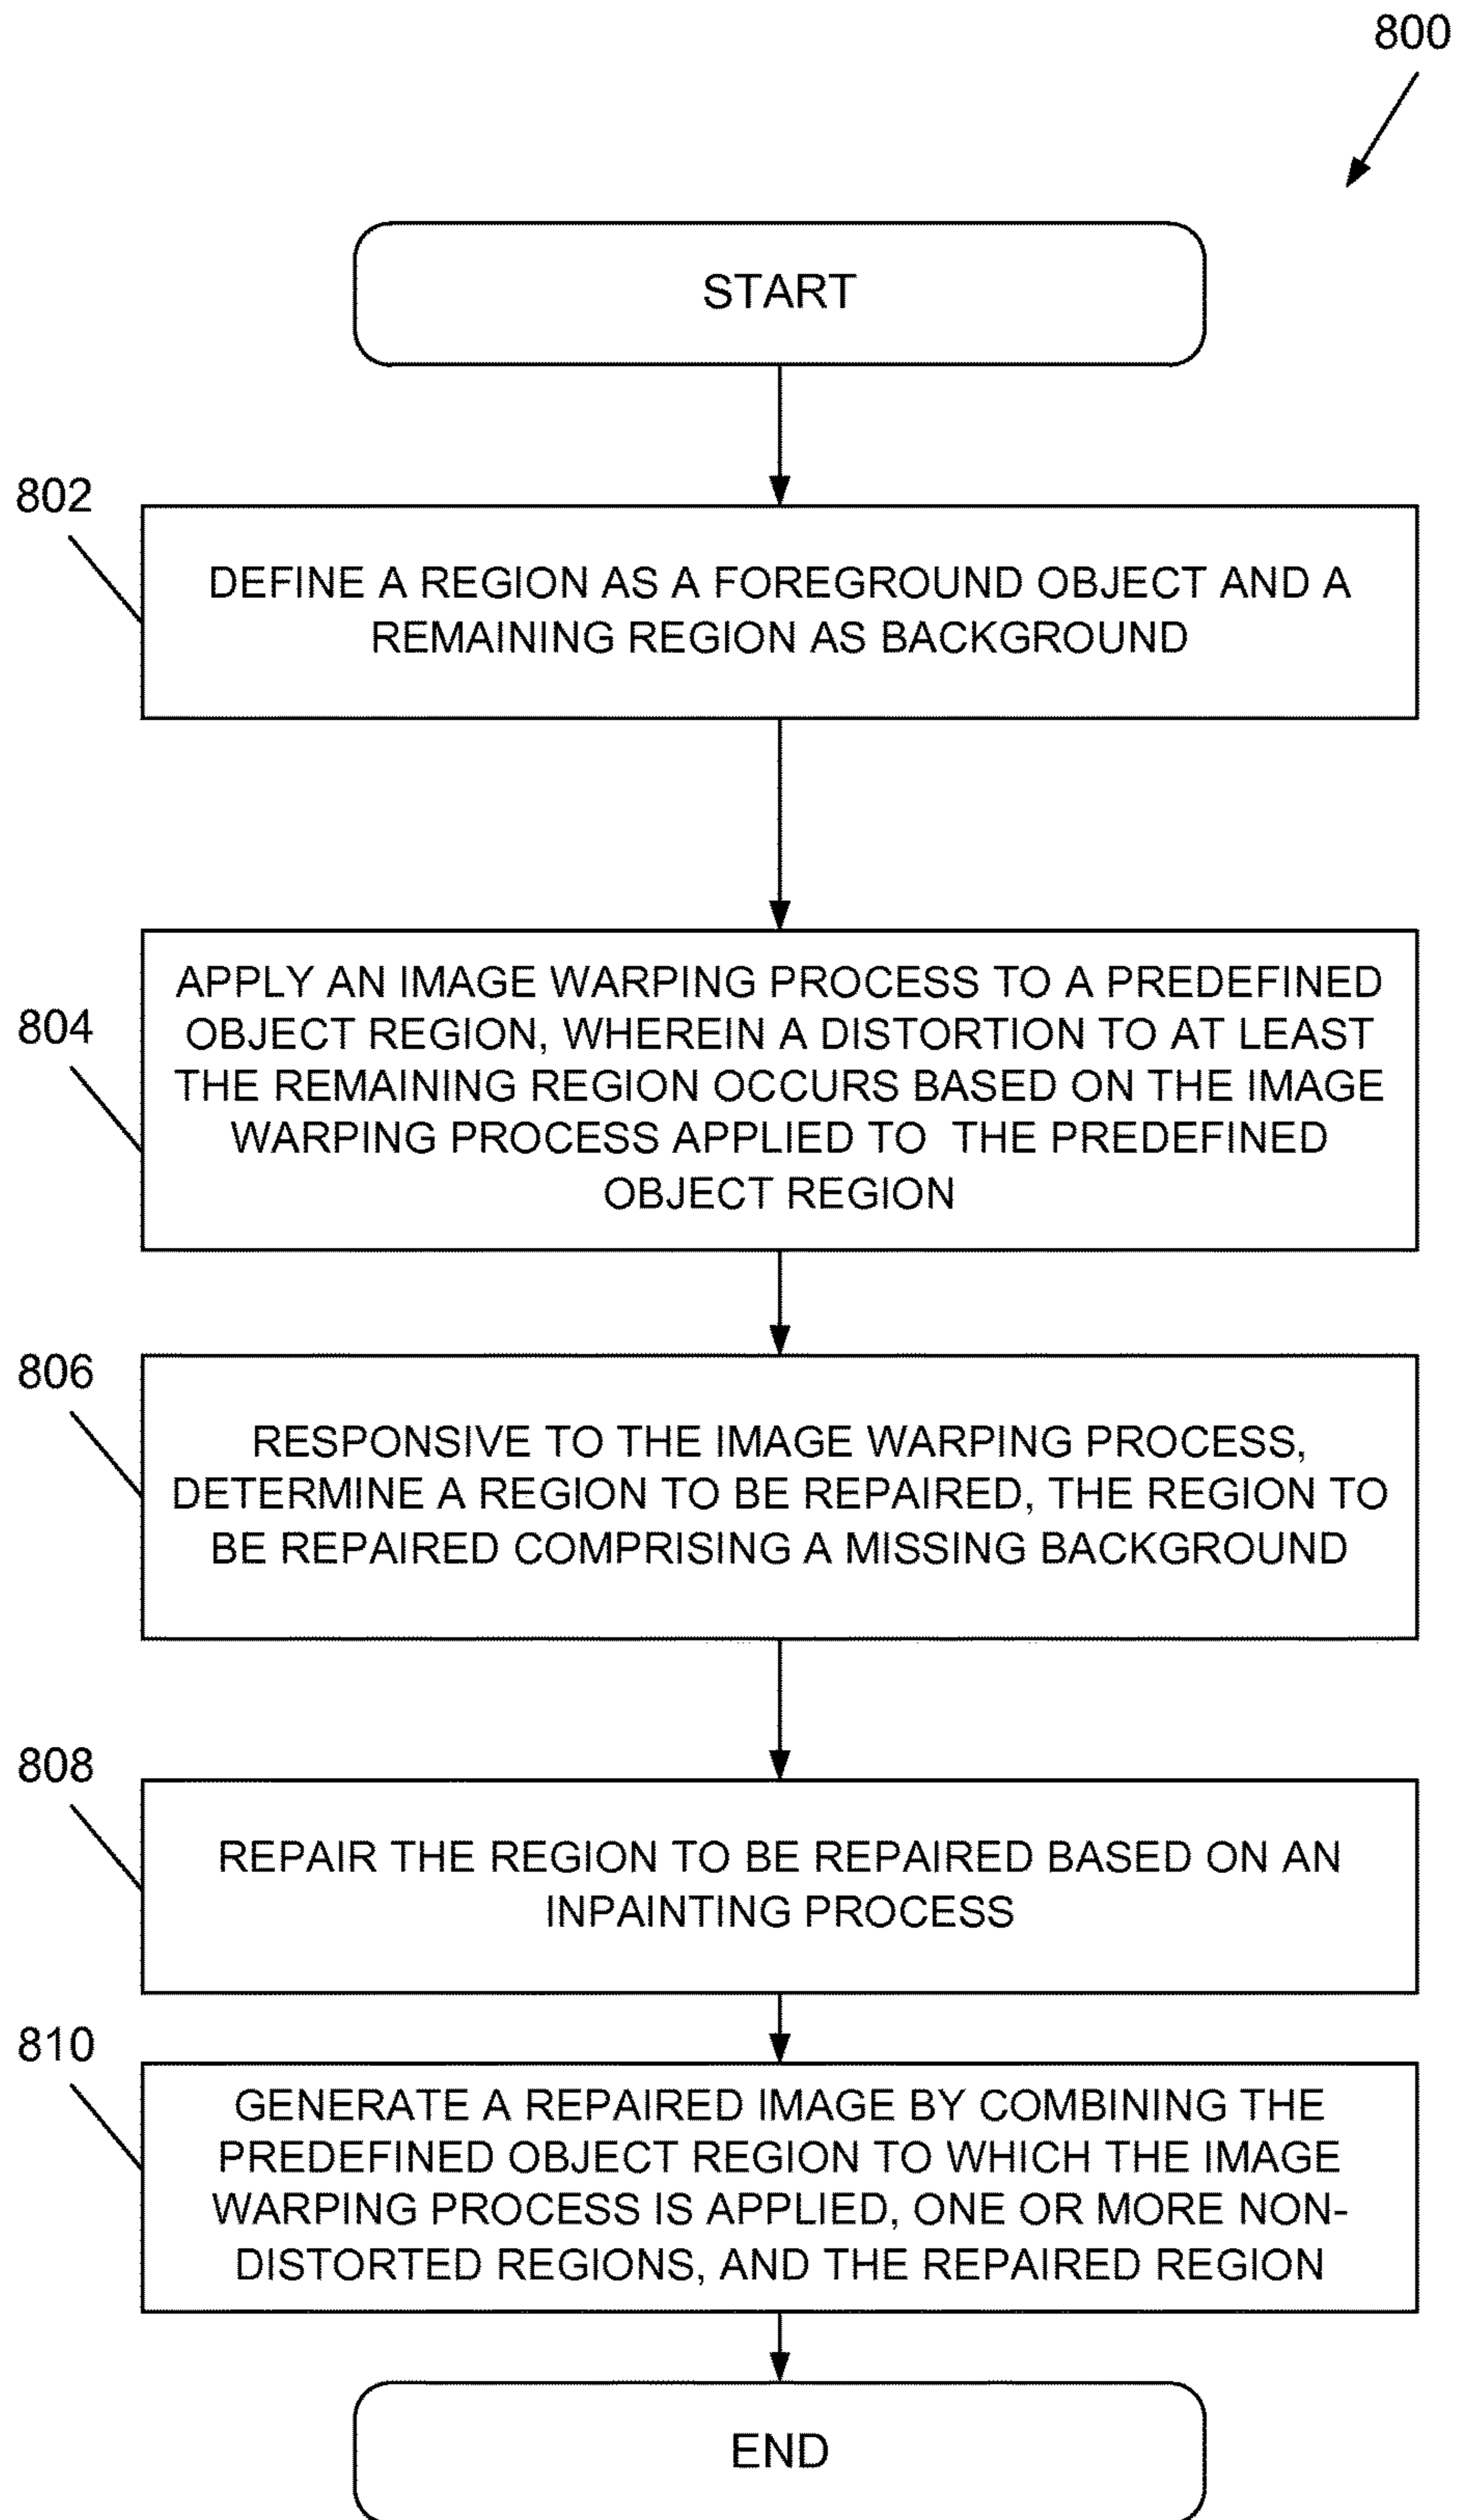 800
START
802
DEFINE A REGION AS A FOREGROUND OBJECT AND A
REMAINING REGION AS BACKGROUND
804
APPLY AN IMAGE WARPING PROCESS TO A PREDEFINED
OBJECT REGION, WHEREIN A DISTORTION TO AT LEAST
THE REMAINING REGION OCCURS BASED ON THE IMAGE
WARPING PROCESS APPLIED TO THE PREDEFINED
OBJECT REGION
806
RESPONSIVE TO THE IMAGE WARPING PROCESS,
DETERMINE A REGION TO BE REPAIRED, THE REGION TO
BE REPAIRED COMPRISING A MISSING BACKGROUND
808
REPAIR THE REGION TO BE REPAIRED BASED ON AN
INPAINTING PROCESS
810
GENERATE A REPAIRED IMAGE BY COMBINING THE
PREDEFINED OBJECT REGION TO WHICH THE IMAGE
WARPING PROCESS IS APPLIED, ONE OR MORE NON-
DISTORTED REGIONS, AND THE REPAIRED REGION
END